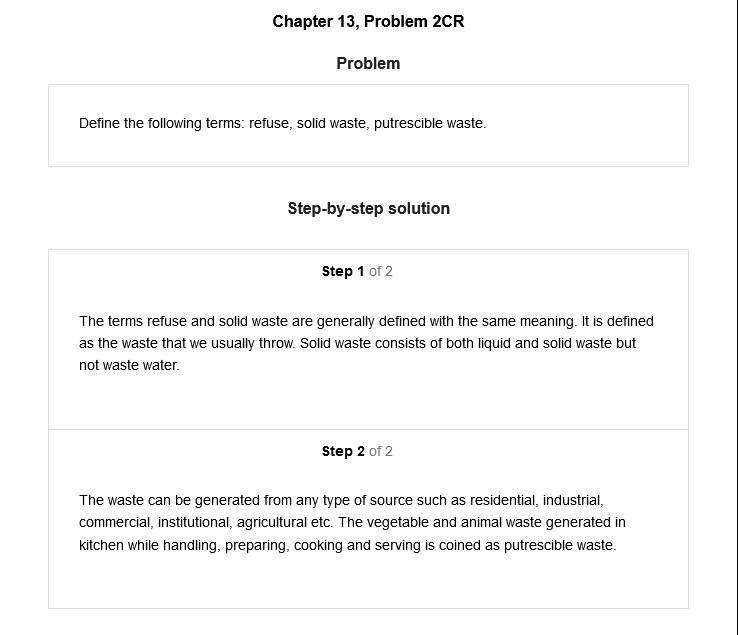 Chapter 13, Problem 2CR
Problem
Define the following terms: refuse, solid waste, putrescible waste.
Step-by-step solution
Step 1 of 2
The terms refuse and solid waste are generally defined with the same meaning. It is defined
as the waste that we usually throw. Solid waste consists of both liquid and solid waste but
not waste water.
Step 2 of 2
The waste can be generated from any type of source such as residential, industrial,
commercial, institutional, agricultural etc. The vegetable and animal waste generated in
kitchen while handling, preparing, cooking and serving is coined as putrescible waste.